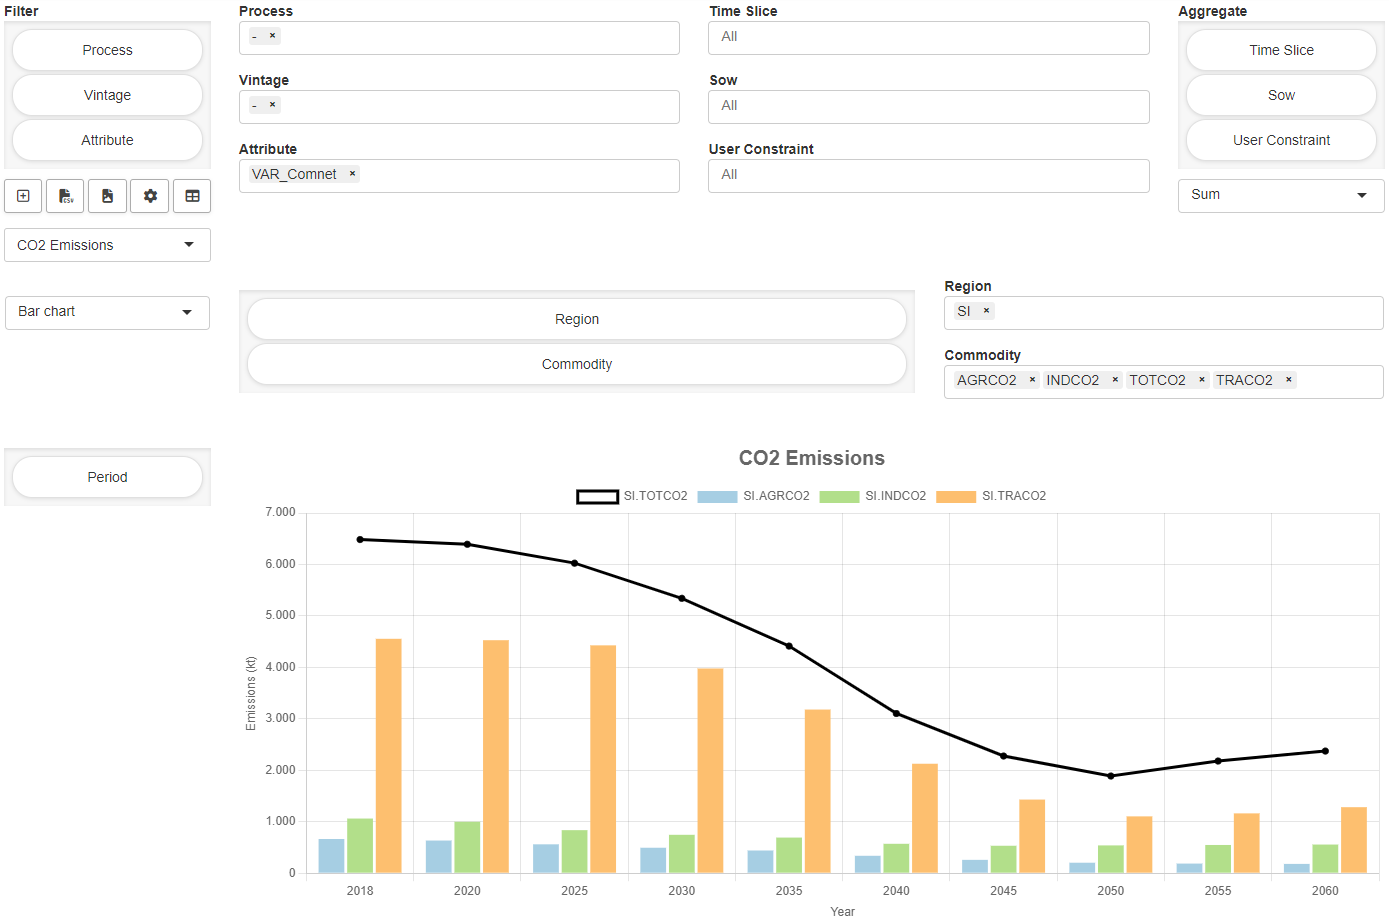 Filter
Process
Vintage
Attribute
CSV
CO2 Emissions
Bar chart
Period
Process
- ×
Vintage
- ×
Attribute
VAR_Comnet ×
Time Slice
All
Sow
All
User Constraint
All
Aggregate
Time Slice
Sow
User Constraint
Sum
Region
Commodity
Region
SI ×
Commodity
AGRCO2 × INDCO2 × TOTCO2 × TRACO2 ×
CO2 Emissions
SI.TOTCO2 SI.AGRCO2 SI.INDCO2 SI.TRACO2
Emissions (kt)
7.000
6.000
5.000
4.000
3.000
2.000
1.000
0
2018 2020 2025 2030 2035 2040 2045 2050 2055 2060
Year